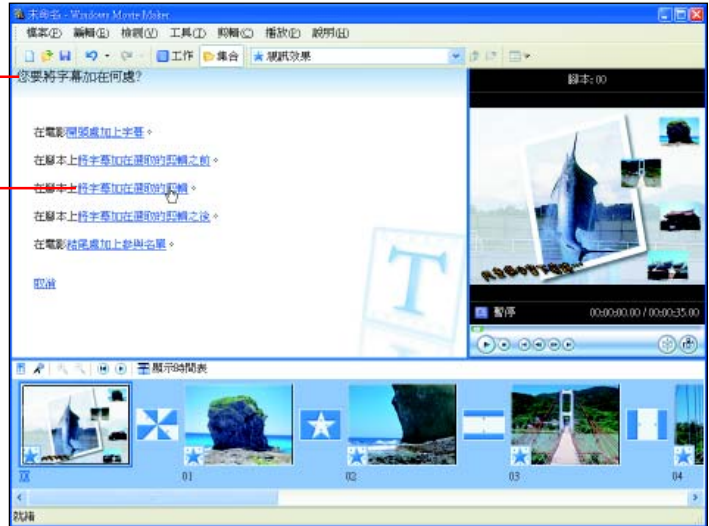 未命名 - Windows Movie Maker
檔案(F) 編輯(E) 檢視(V) 工具(T) 剪輯(C) 播放(P) 說明(H)
工作 集合 視訊效果
您要將字幕加在何處?
腳本: 00
在電影開頭處加上字幕。
在腳本上將字幕加在選取的剪輯之前。
在腳本上將字幕加在選取的剪輯。
在腳本上將字幕加在選取的剪輯之後。
在電影結尾處加上參與名單。
取消
暫停 00:00:00.00 / 00:00:35.00
顯示時間表
01 02 03 04
就緒